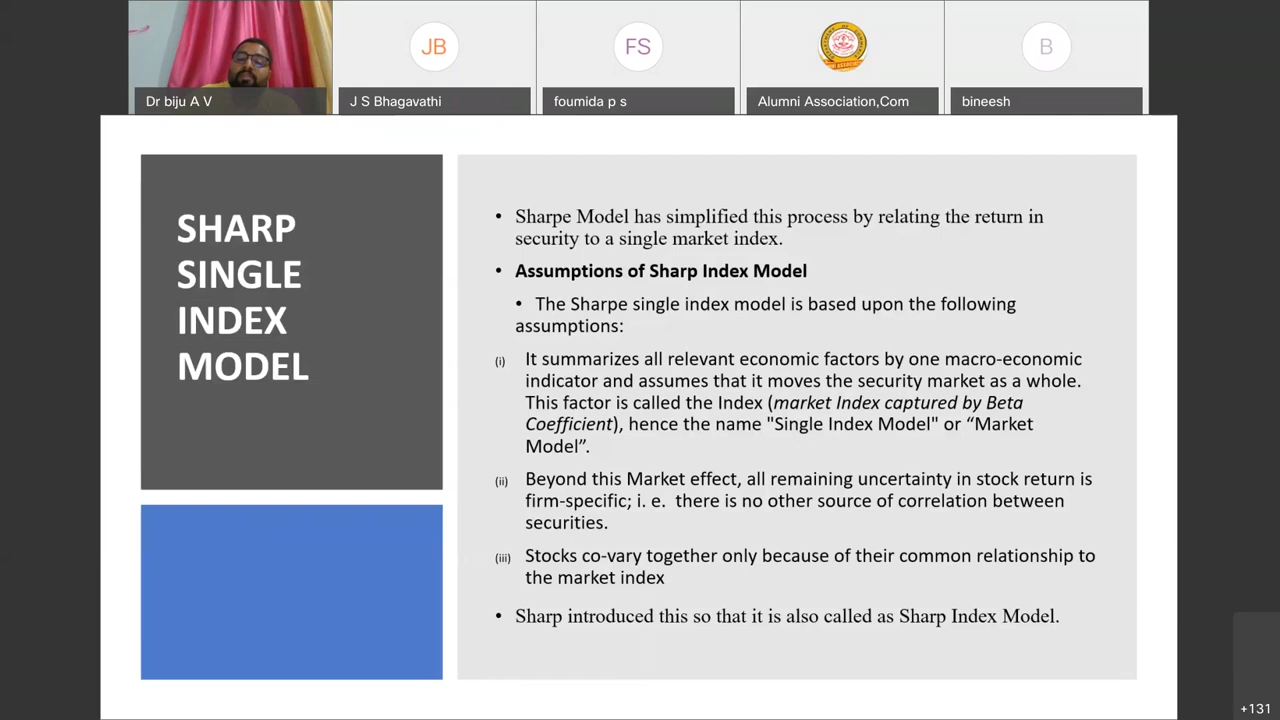 Dr biju A V
JB
J S Bhagavathi
FS
foumida p s
Alumni Association,Com
B
bineesh
SHARP
SINGLE
INDEX
MODEL
• Sharpe Model has simplified this process by relating the return in
security to a single market index.
• Assumptions of Sharp Index Model
• The Sharpe single index model is based upon the following
assumptions:
(i) It summarizes all relevant economic factors by one macro-economic
indicator and assumes that it moves the security market as a whole.
This factor is called the Index (market Index captured by Beta
Coefficient), hence the name "Single Index Model" or “Market
Model”.
(ii) Beyond this Market effect, all remaining uncertainty in stock return is
firm-specific; i. e. there is no other source of correlation between
securities.
(iii) Stocks co-vary together only because of their common relationship to
the market index
• Sharp introduced this so that it is also called as Sharp Index Model.
+131